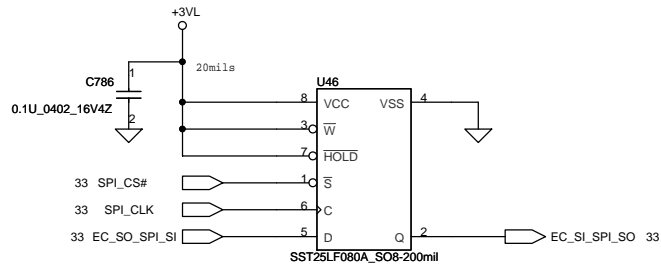 +3VL
20mils
C786
1
0.1U_0402_16V4Z
2
U46
8 VCC VSS 4
3 W
7 HOLD
33 SPI_CS# 1 S
33 SPI_CLK 6 C
33 EC_SO_SPI_SI 5 D Q 2 EC_SI_SPI_SO 33
SST25LF080A_SO8-200mil